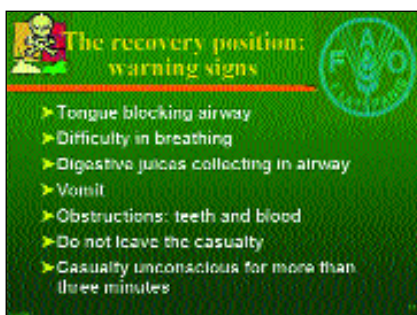 The recovery position:
warning signs
F A O
➤Tongue blocking airway
➤Difficulty in breathing
➤Digestive juices collecting in airway
➤Vomit
➤Obstructions: teeth and blood
➤Do not leave the casualty
➤Casualty unconscious for more than
three minutes